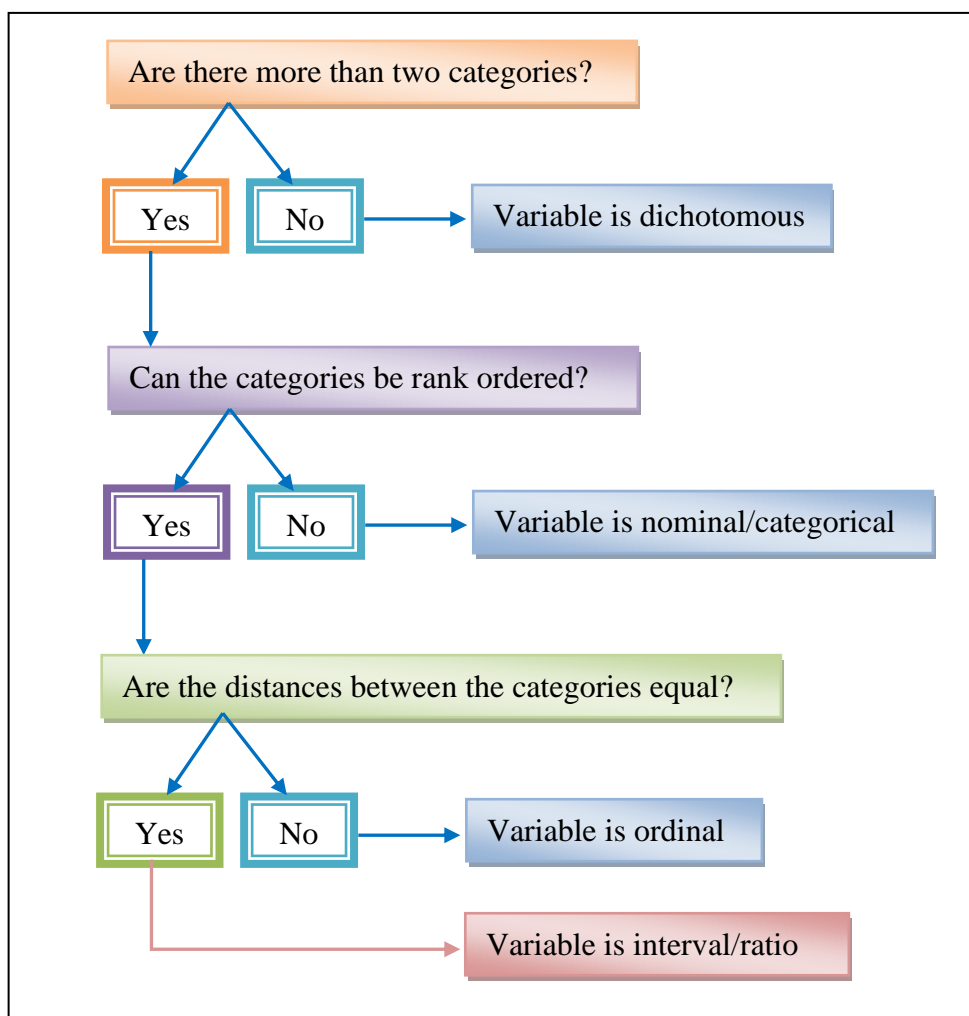 Are there more than two categories?
Yes
No
Variable is dichotomous
Can the categories be rank ordered?
Yes
No
Variable is nominal/categorical
Are the distances between the categories equal?
Yes
No
Variable is ordinal
Variable is interval/ratio